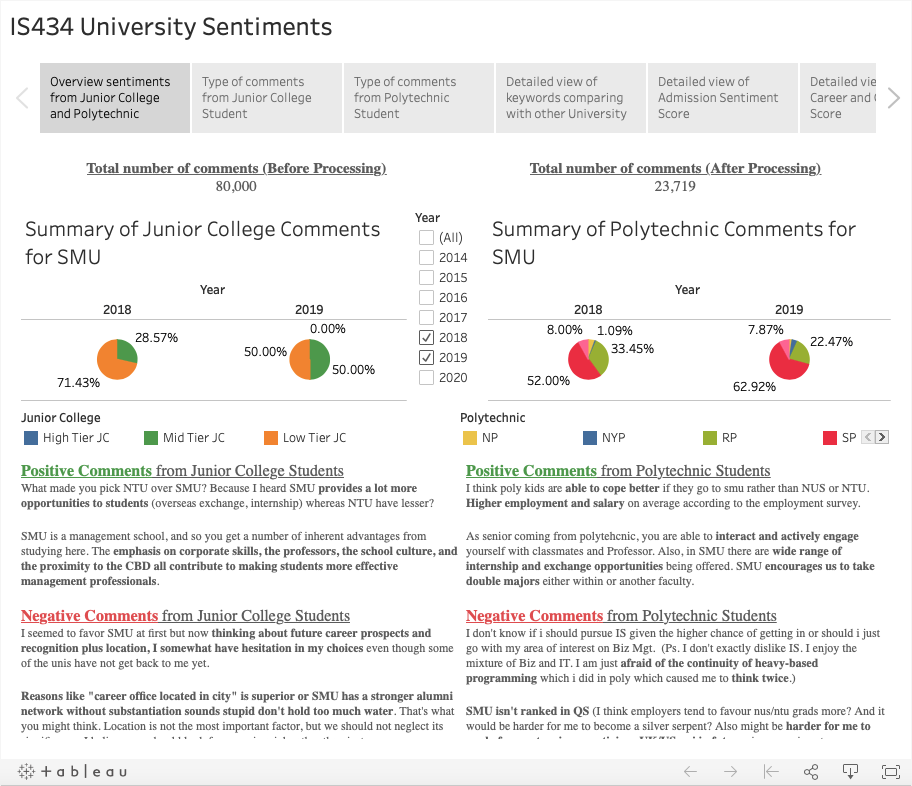 IS434 University Sentiments
Overview sentiments
from Junior College
and Polytechnic
Type of comments
from Junior College
Student
Type of comments
from Polytechnic
Student
Detailed view of
keywords comparing
with other University
Detailed view of
Admission Sentiment
Score
Detailed
Career and
Score
Total number of comments (Before Processing)
80,000
Total number of comments (After Processing)
23,719
Summary of Junior College Comments
for SMU
Year
2018
2019
28.57%
71.43%
0.00%
50.00%
50.00%
Year
(All)
2014
2015
2016
2017
2018
2019
2020
Summary of Polytechnic Comments for
SMU
Year
2018
2019
8.00%
1.09%
33.45%
52.00%
7.87%
22.47%
62.92%
Junior College
High Tier JC
Mid Tier JC
Low Tier JC
Polytechnic
NP
NYP
RP
SP
Positive Comments from Junior College Students
What made you pick NTU over SMU? Because I heard SMU provides a lot more
opportunities to students (overseas exchange, internship) whereas NTU have lesser?
SMU is a management school, and so you get a number of inherent advantages from
studying here. The emphasis on corporate skills, the professors, the school culture, and
the proximity to the CBD all contribute to making students more effective
management professionals.
Negative Comments from Junior College Students
I seemed to favor SMU at first but now thinking about future career prospects and
recognition plus location, I somewhat have hesitation in my choices even though some
of the unis have not get back to me yet.
Reasons like "career office located in city" is superior or SMU has a stronger alumni
network without substantiation sounds stupid don't hold too much water. That's what
you might think. Location is not the most important factor, but we should not neglect its
Positive Comments from Polytechnic Students
I think poly kids are able to cope better if they go to smu rather than NUS or NTU.
Higher employment and salary on average according to the employment survey.
As senior coming from polytehcnic, you are able to interact and actively engage
yourself with classmates and Professor. Also, in SMU there are wide range of
internship and exchange opportunities being offered. SMU encourages us to take
double majors either within or another faculty.
Negative Comments from Polytechnic Students
I don't know if i should pursue IS given the higher chance of getting in or should i just
go with my area of interest on Biz Mgt. (Ps. I don't exactly dislike IS. I enjoy the
mixture of Biz and IT. I am just afraid of the continuity of heavy-based
programming which i did in poly which caused me to think twice.)
SMU isn't ranked in QS (I think employers tend to favour nus/ntu grads more? And it
would be harder for me to become a silver serpent? Also might be harder for me to
+ a b l e a u